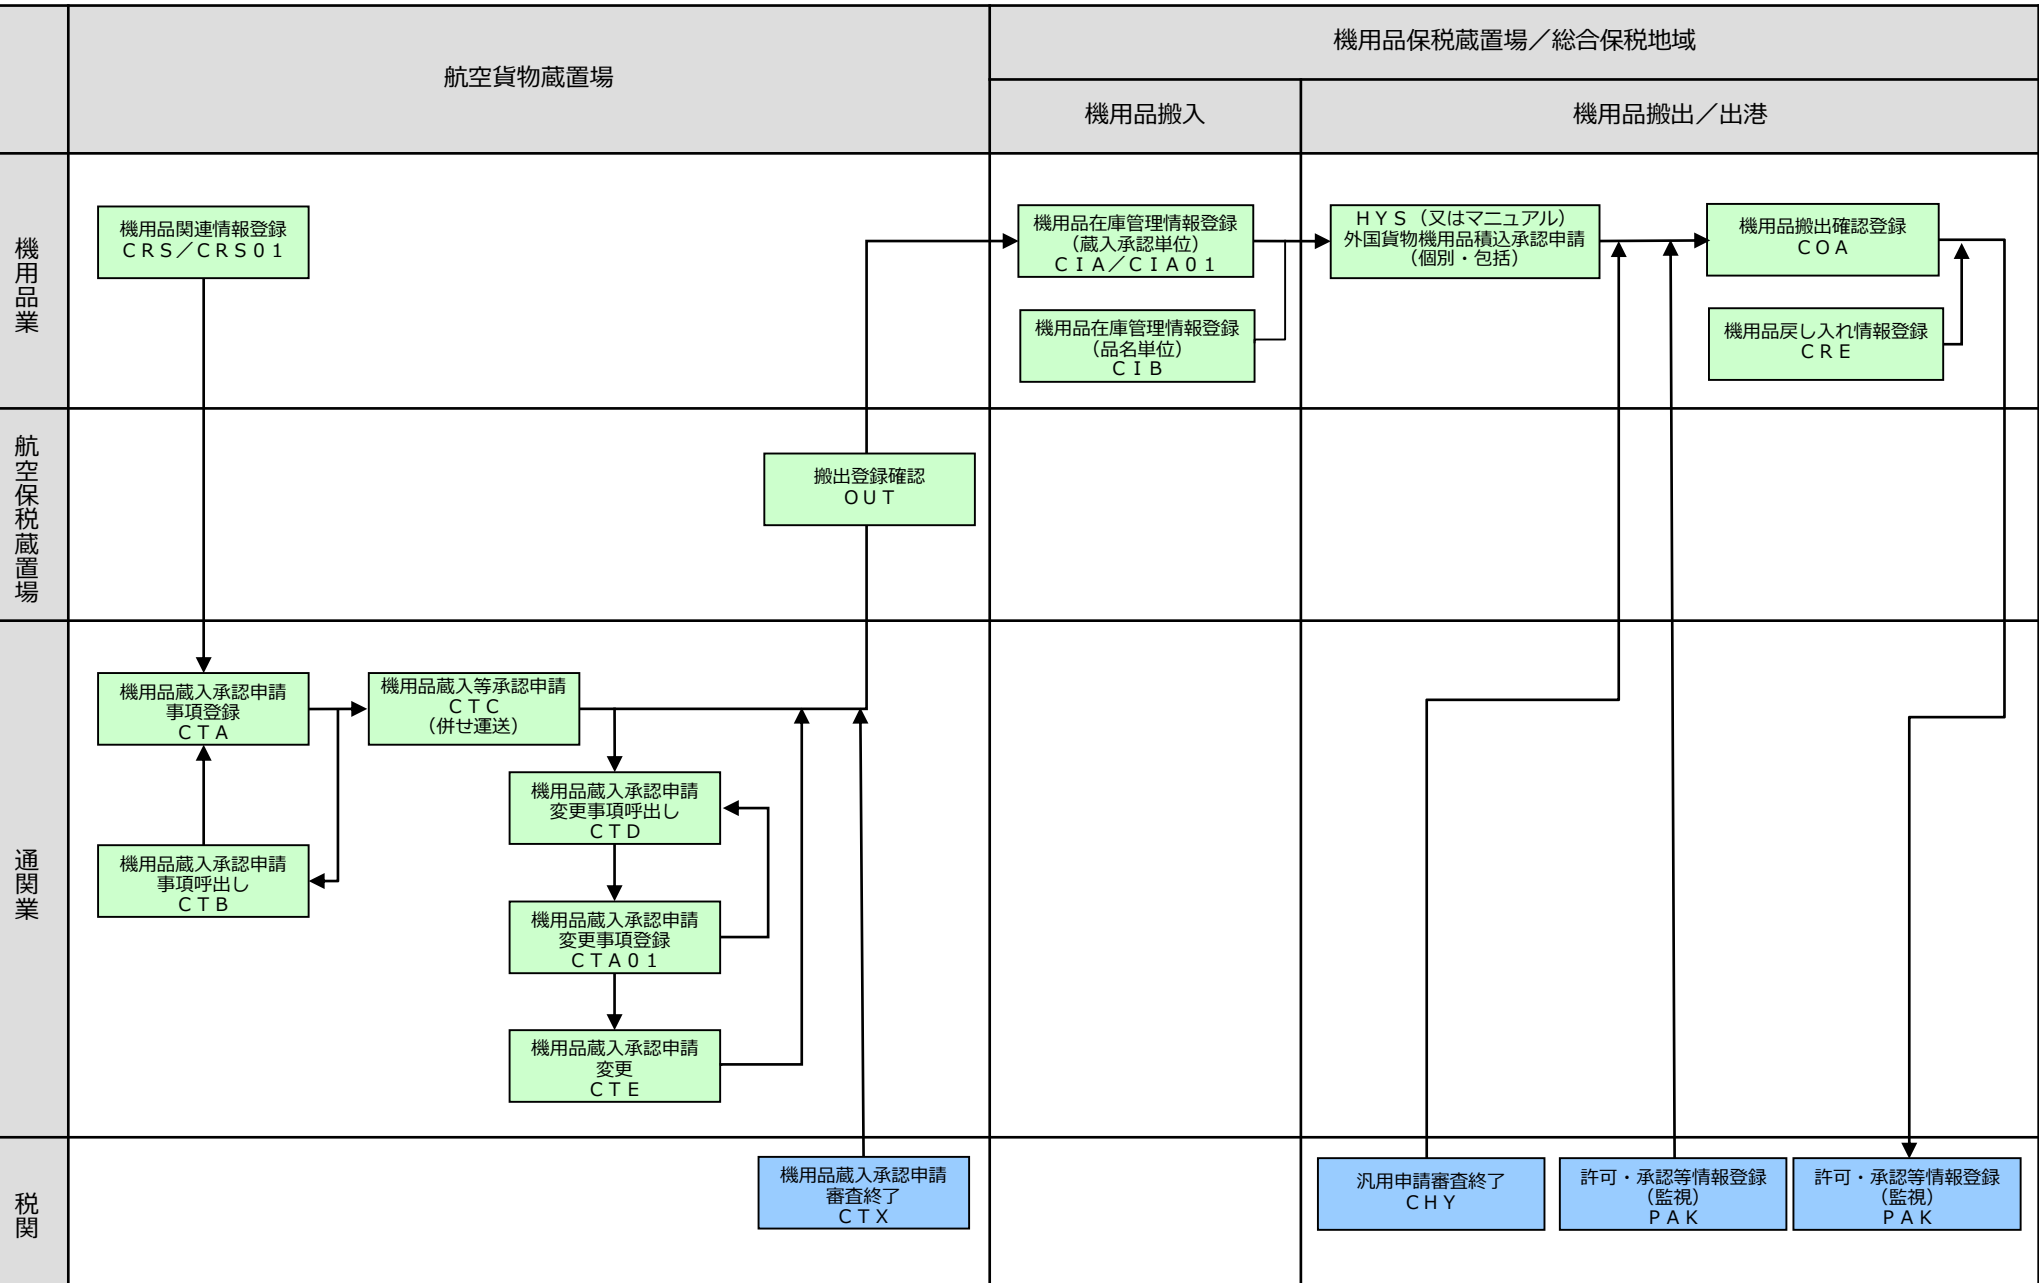 航空貨物蔵置場
機用品保税蔵置場／総合保税地域
機用品搬入
機用品搬出／出港
機用品業
機用品関連情報登録
ＣＲＳ／ＣＲＳ０１
機用品在庫管理情報登録
（蔵入承認単位）
ＣＩＡ／ＣＩＡ０１
機用品在庫管理情報登録
（品名単位）
ＣＩＢ
ＨＹＳ（又はマニュアル）
外国貨物機用品積込承認申請
（個別・包括）
機用品搬出確認登録
ＣＯＡ
機用品戻し入れ情報登録
ＣＲＥ
航空保税蔵置場
搬出登録確認
ＯＵＴ
通関業
機用品蔵入承認申請
事項登録
ＣＴＡ
機用品蔵入等承認申請
ＣＴＣ
（併せ運送）
機用品蔵入承認申請
事項呼出し
ＣＴＢ
機用品蔵入承認申請
変更事項呼出し
ＣＴＤ
機用品蔵入承認申請
変更事項登録
ＣＴＡ０１
機用品蔵入承認申請
変更
ＣＴＥ
税関
機用品蔵入承認申請
審査終了
ＣＴＸ
汎用申請審査終了
ＣＨＹ
許可・承認等情報登録
（監視）
ＰＡＫ
許可・承認等情報登録
（監視）
ＰＡＫ